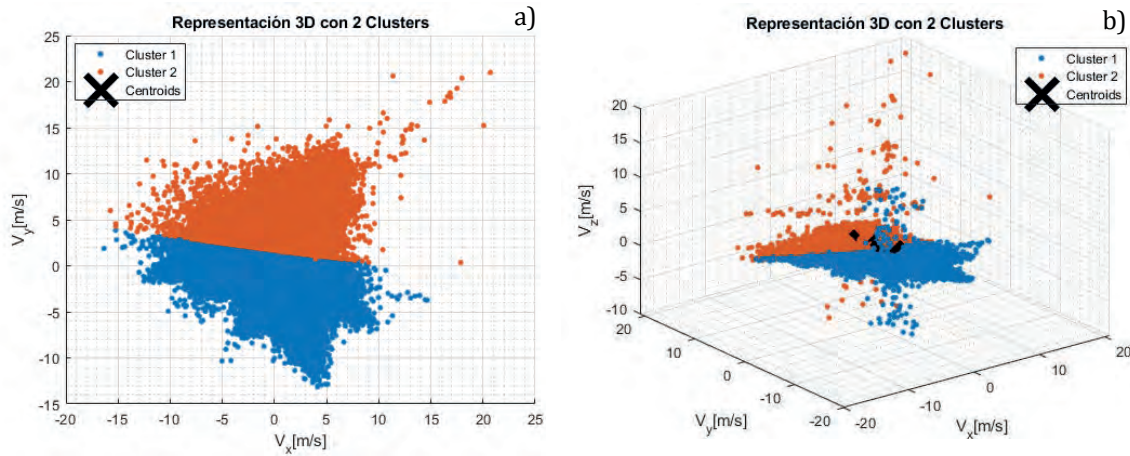 Representación 3D con 2 Clusters
a)
Cluster 1
Cluster 2
Centroids
25
20
15
10
5
0
-5
-10
-15
V_y[m/s]
-20 -15 -10 -5 0 5 10 15 20 25
V_x[m/s]
Representación 3D con 2 Clusters
b)
Cluster 1
Cluster 2
Centroids
20
15
10
5
0
-5
-10
V_z[m/s]
20
10
0
-10
-20
V_y[m/s]
-20
-10
0
10
20
V_x[m/s]